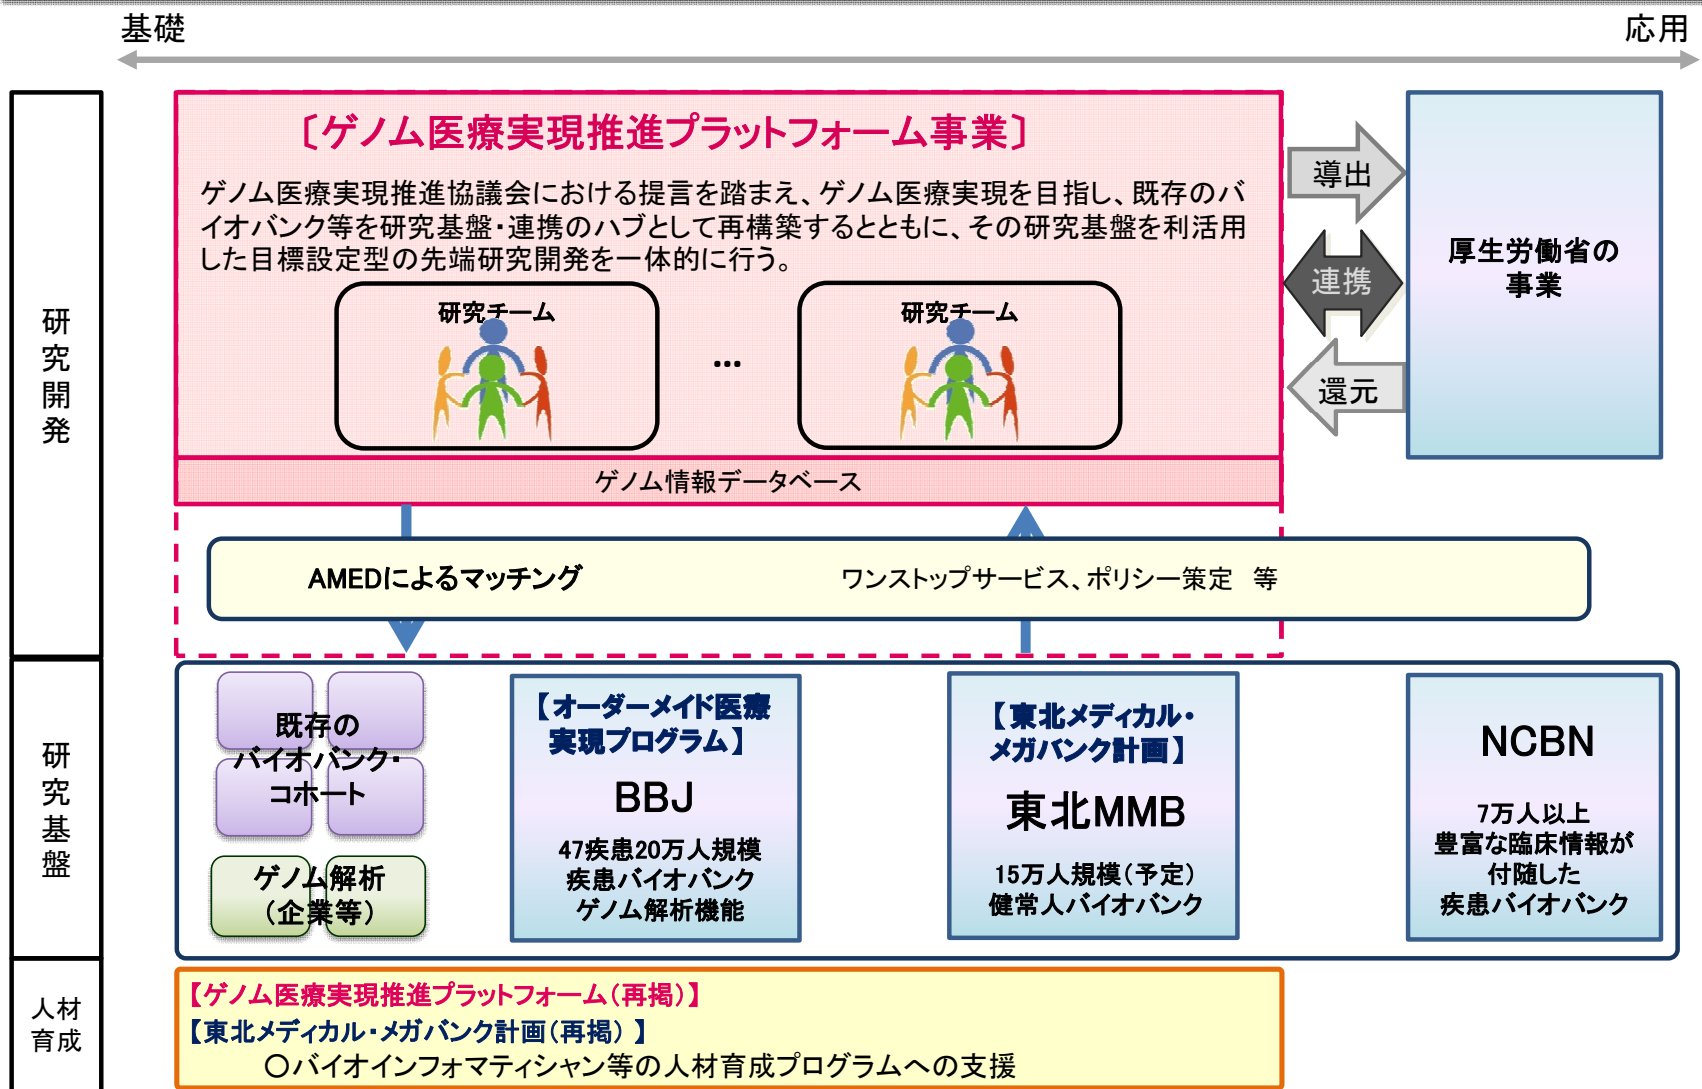 基礎
応用
研究開発
〔ゲノム医療実現推進プラットフォーム事業〕
ゲノム医療実現推進協議会における提言を踏まえ、ゲノム医療実現を目指し、既存のバ
イオバンク等を研究基盤・連携のハブとして再構築するとともに、その研究基盤を利活用
した目標設定型の先端研究開発を一体的に行う。
研究チーム
…
研究チーム
ゲノム情報データベース
導出
連携
還元
厚生労働省の
事業
AMEDによるマッチング
ワンストップサービス、ポリシー策定　等
研究基盤
既存の
バイオバンク・
コホート
ゲノム解析
（企業等）
【オーダーメイド医療
実現プログラム】
BBJ
47疾患20万人規模
疾患バイオバンク
ゲノム解析機能
【東北メディカル・
メガバンク計画】
東北MMB
15万人規模（予定）
健常人バイオバンク
NCBN
7万人以上
豊富な臨床情報が
付随した
疾患バイオバンク
人材
育成
【ゲノム医療実現推進プラットフォーム（再掲）】
【東北メディカル・メガバンク計画（再掲）】
○バイオインフォマティシャン等の人材育成プログラムへの支援